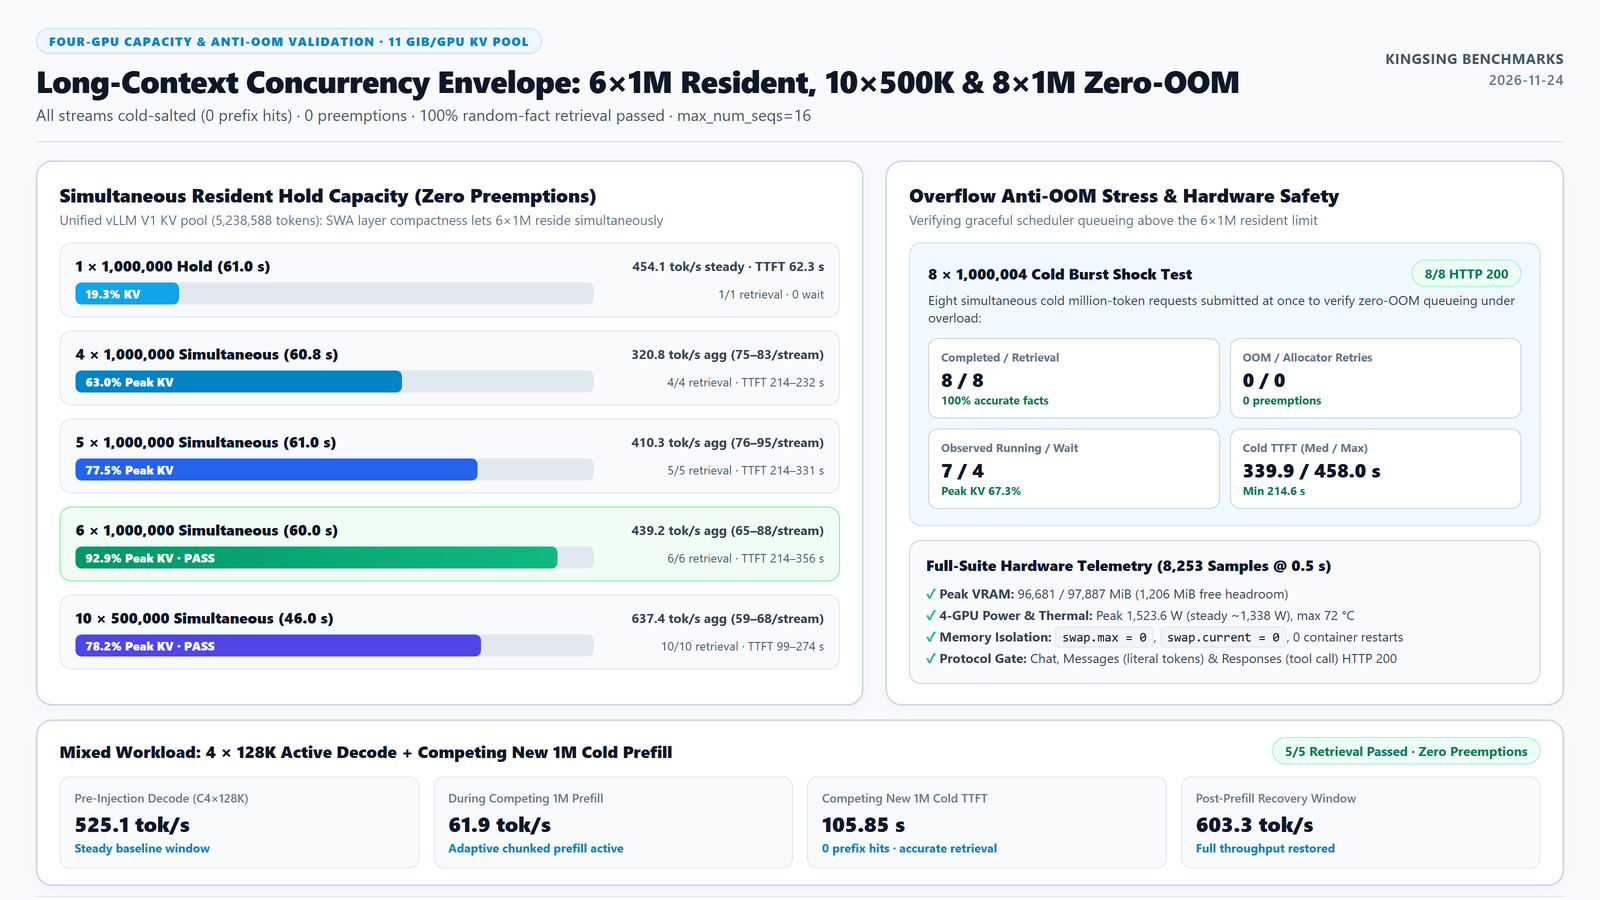 FOUR-GPU CAPACITY & ANTI-OOM VALIDATION · 11 GIB/GPU KV POOL
Long-Context Concurrency Envelope: 6×1M Resident, 10×500K & 8×1M Zero-OOM
All streams cold-salted (0 prefix hits) · 0 preemptions · 100% random-fact retrieval passed · max_num_seqs=16
KINGSING BENCHMARKS
2026-11-24
Simultaneous Resident Hold Capacity (Zero Preemptions)
Unified vLLM V1 KV pool (5,238,588 tokens): SWA layer compactness lets 6×1M reside simultaneously
1 × 1,000,000 Hold (61.0 s)
454.1 tok/s steady · TTFT 62.3 s
19.3% KV
1/1 retrieval · 0 wait
4 × 1,000,000 Simultaneous (60.8 s)
320.8 tok/s agg (75–83/stream)
63.0% Peak KV
4/4 retrieval · TTFT 214–232 s
5 × 1,000,000 Simultaneous (61.0 s)
410.3 tok/s agg (76–95/stream)
77.5% Peak KV
5/5 retrieval · TTFT 214–331 s
6 × 1,000,000 Simultaneous (60.0 s)
439.2 tok/s agg (65–88/stream)
92.9% Peak KV · PASS
6/6 retrieval · TTFT 214–356 s
10 × 500,000 Simultaneous (46.0 s)
637.4 tok/s agg (59–68/stream)
78.2% Peak KV · PASS
10/10 retrieval · TTFT 99–274 s
Overflow Anti-OOM Stress & Hardware Safety
Verifying graceful scheduler queueing above the 6×1M resident limit
8 × 1,000,004 Cold Burst Shock Test
8/8 HTTP 200
Eight simultaneous cold million-token requests submitted at once to verify zero-OOM queueing under
overload:
Completed / Retrieval
8 / 8
100% accurate facts
OOM / Allocator Retries
0 / 0
0 preemptions
Observed Running / Wait
7 / 4
Peak KV 67.3%
Cold TTFT (Med / Max)
339.9 / 458.0 s
Min 214.6 s
Full-Suite Hardware Telemetry (8,253 Samples @ 0.5 s)
✓ Peak VRAM: 96,681 / 97,887 MiB (1,206 MiB free headroom)
✓ 4-GPU Power & Thermal: Peak 1,523.6 W (steady ~1,338 W), max 72 °C
✓ Memory Isolation: swap.max = 0, swap.current = 0, 0 container restarts
✓ Protocol Gate: Chat, Messages (literal tokens) & Responses (tool call) HTTP 200
Mixed Workload: 4 × 128K Active Decode + Competing New 1M Cold Prefill
5/5 Retrieval Passed · Zero Preemptions
Pre-Injection Decode (C4×128K)
525.1 tok/s
Steady baseline window
During Competing 1M Prefill
61.9 tok/s
Adaptive chunked prefill active
Competing New 1M Cold TTFT
105.85 s
0 prefix hits · accurate retrieval
Post-Prefill Recovery Window
603.3 tok/s
Full throughput restored